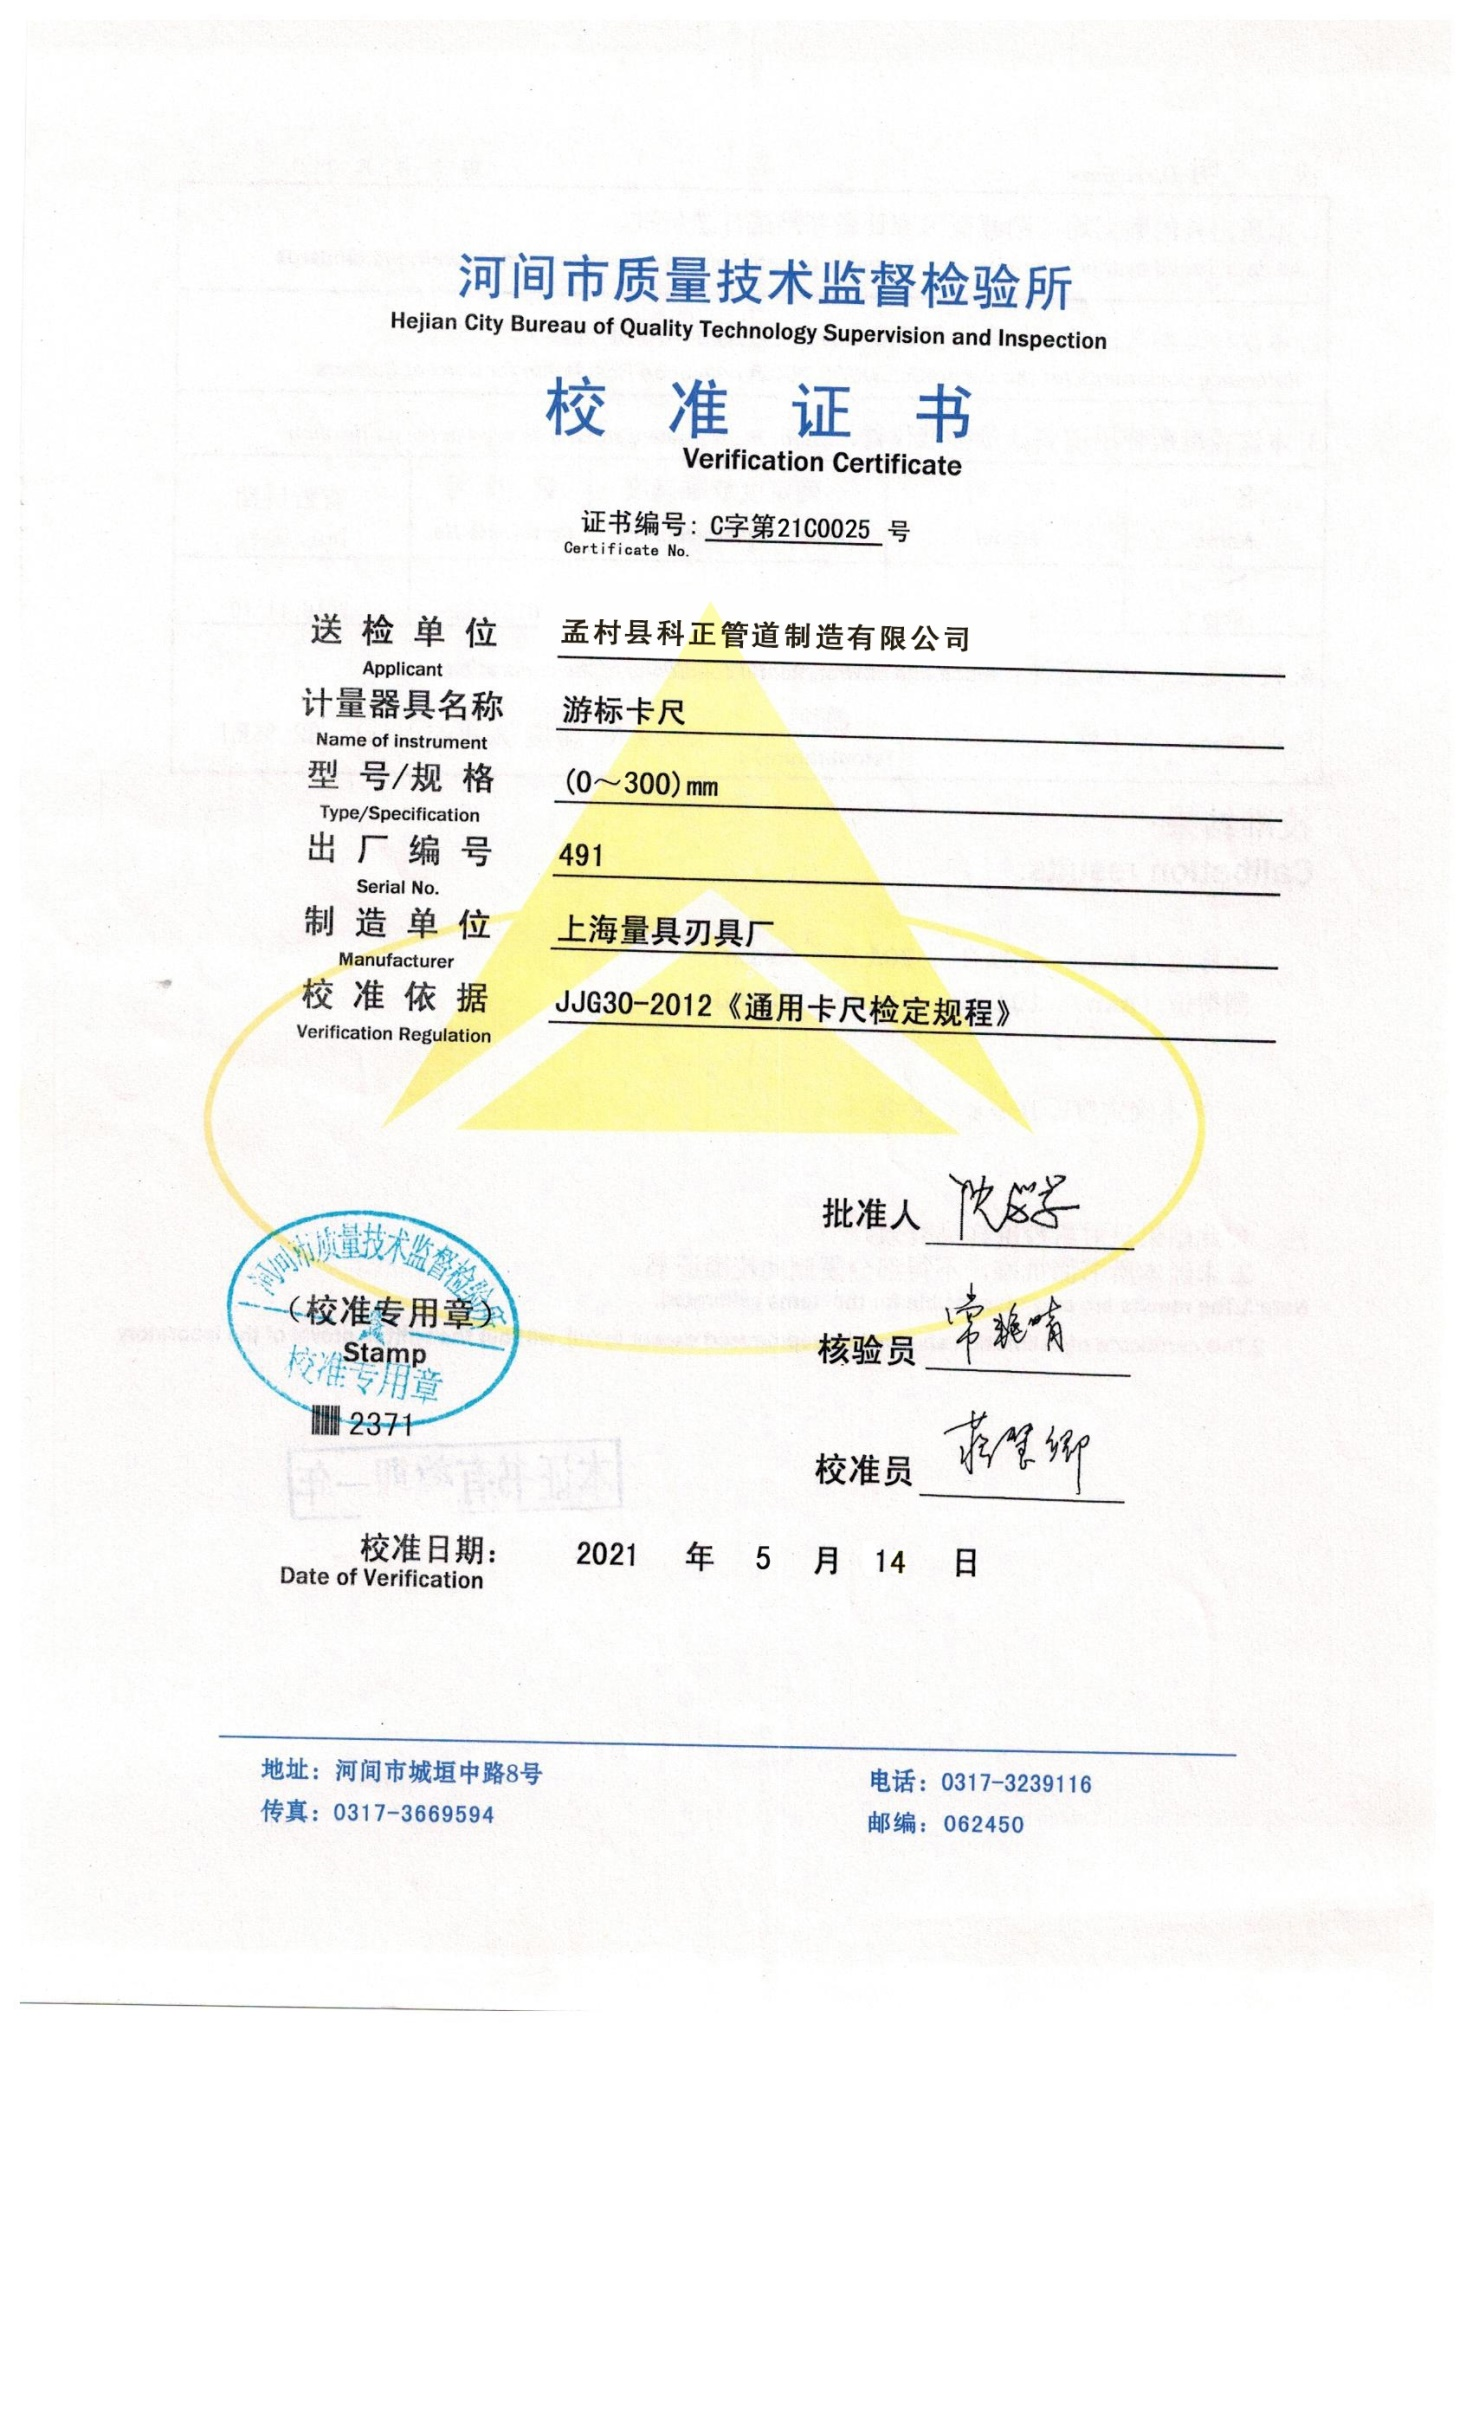 河间市质量技术监督检验所
Hejian City Bureau of Quality Technology Supervision and Inspection
校准证书
Verification Certificate
证书编号: C字第21C0025 号
Certificate No.
送检单位 孟村县科正管道制造有限公司
Applicant
计量器具名称 游标卡尺
Name of instrument
型号/规格 (0～300)mm
Type/Specification
出厂编号 491
Serial No.
制造单位 上海量具刃具厂
Manufacturer
校准依据 JJG30-2012《通用卡尺检定规程》
Verification Regulation
批准人
河间市质量技术监督检验所
(校准专用章)
Stamp
校准专用章
2371
核验员 常艳晴
校准员
校准日期: 2021 年 5 月 14 日
Date of Verification
地址: 河间市城垣中路8号
电话: 0317-3239116
传真: 0317-3669594
邮编: 062450